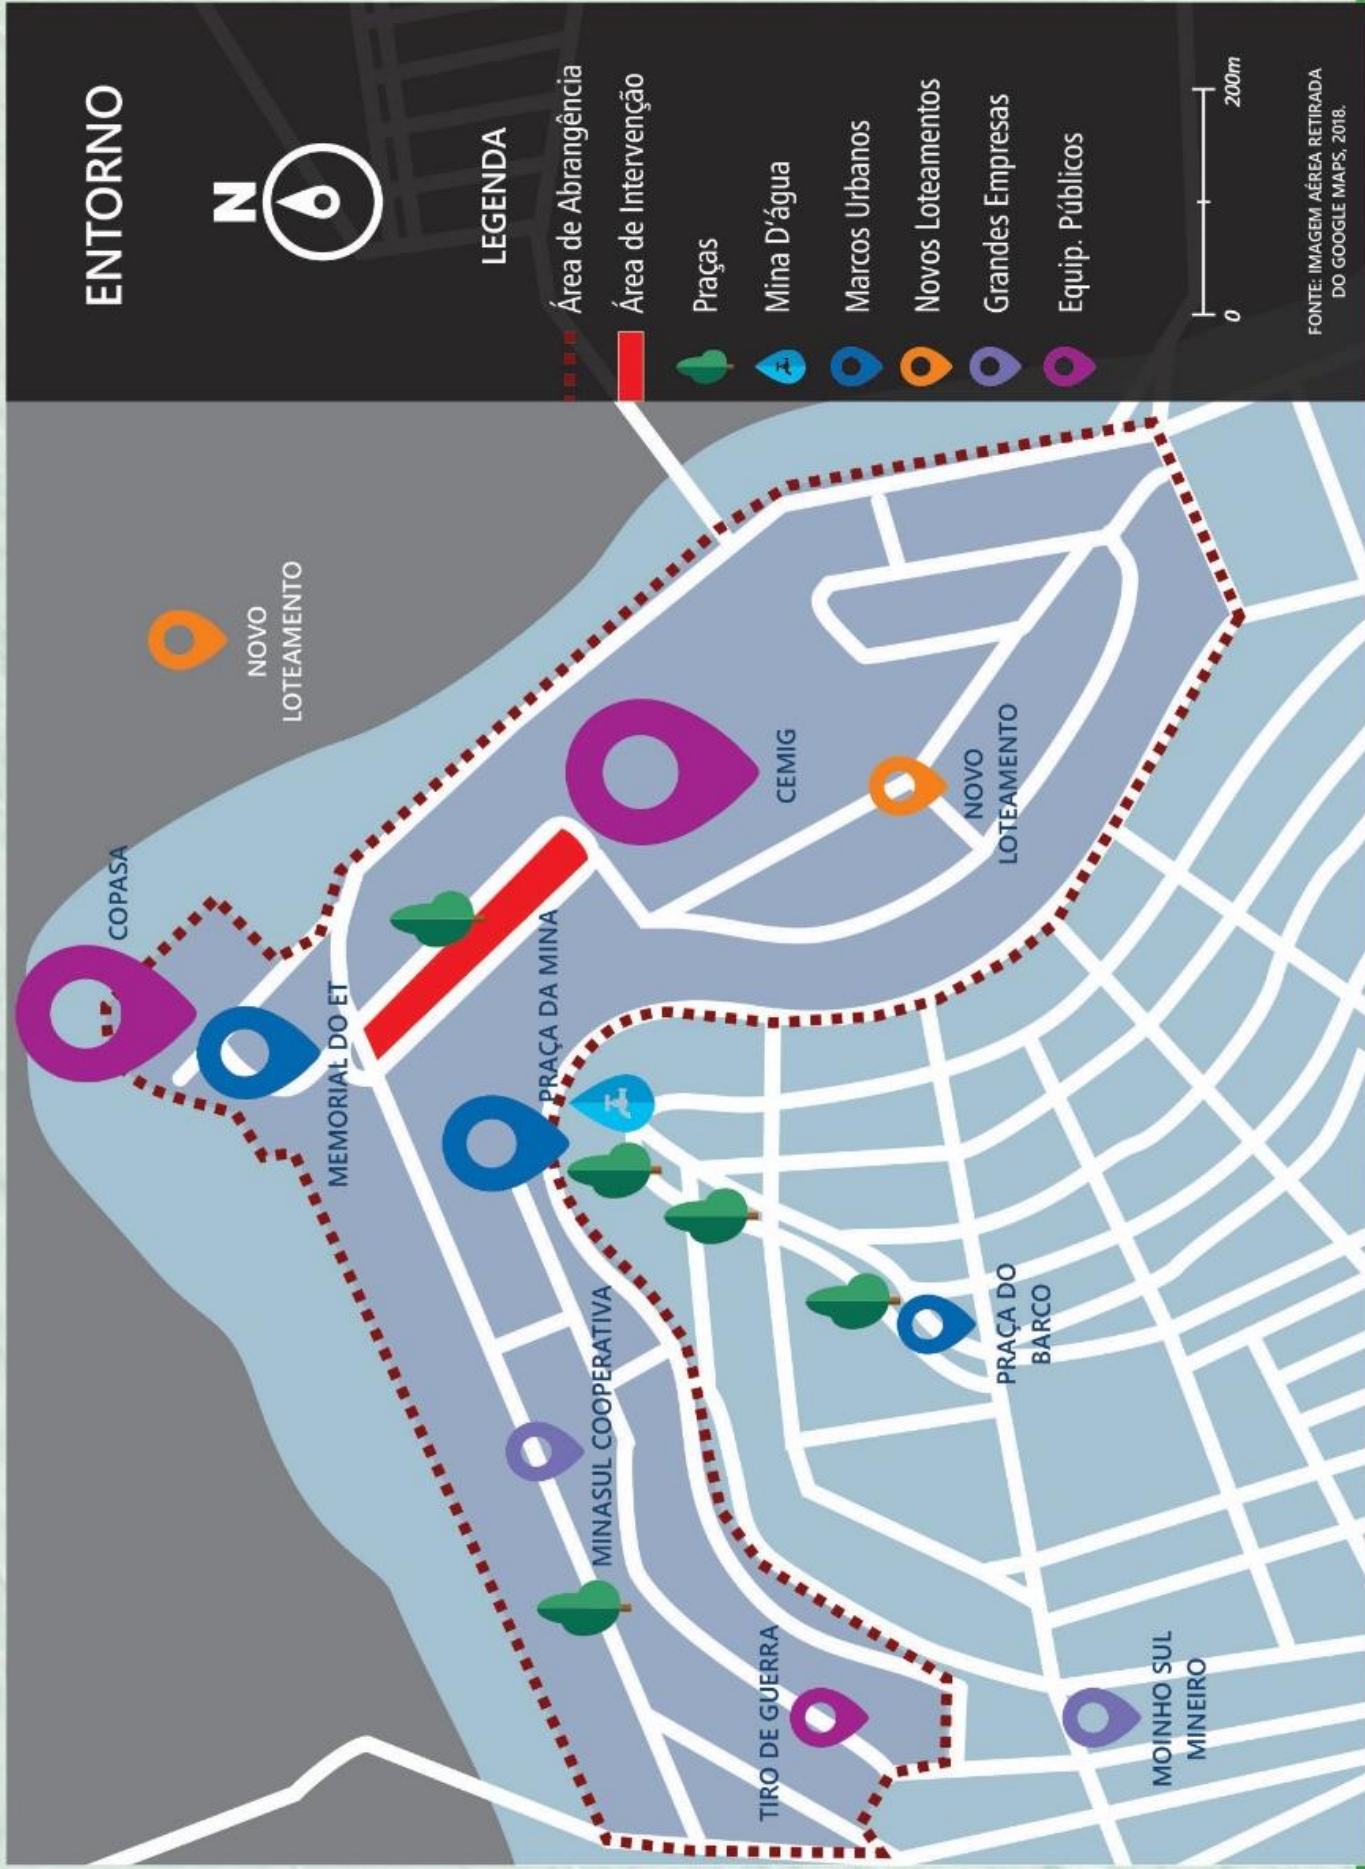 ENTORNO
N
LEGENDA
Área de Abrangência
Área de Intervenção
Praças
Mina D'água
Marcos Urbanos
Novos Loteamentos
Grandes Empresas
Equip. Públicos
0
200m
FONTE: IMAGEM AÉREA RETIRADA
DO GOOGLE MAPS, 2018.
COPASA
NOVO
LOTEAMENTO
MEMORIAL DO ET
PRAÇA DA MINA
CEMIG
NOVO
LOTEAMENTO
MINASUL COOPERATIVA
PRAÇA DO
BARCO
TIRO DE GUERRA
MOINHO SUL
MINEIRO